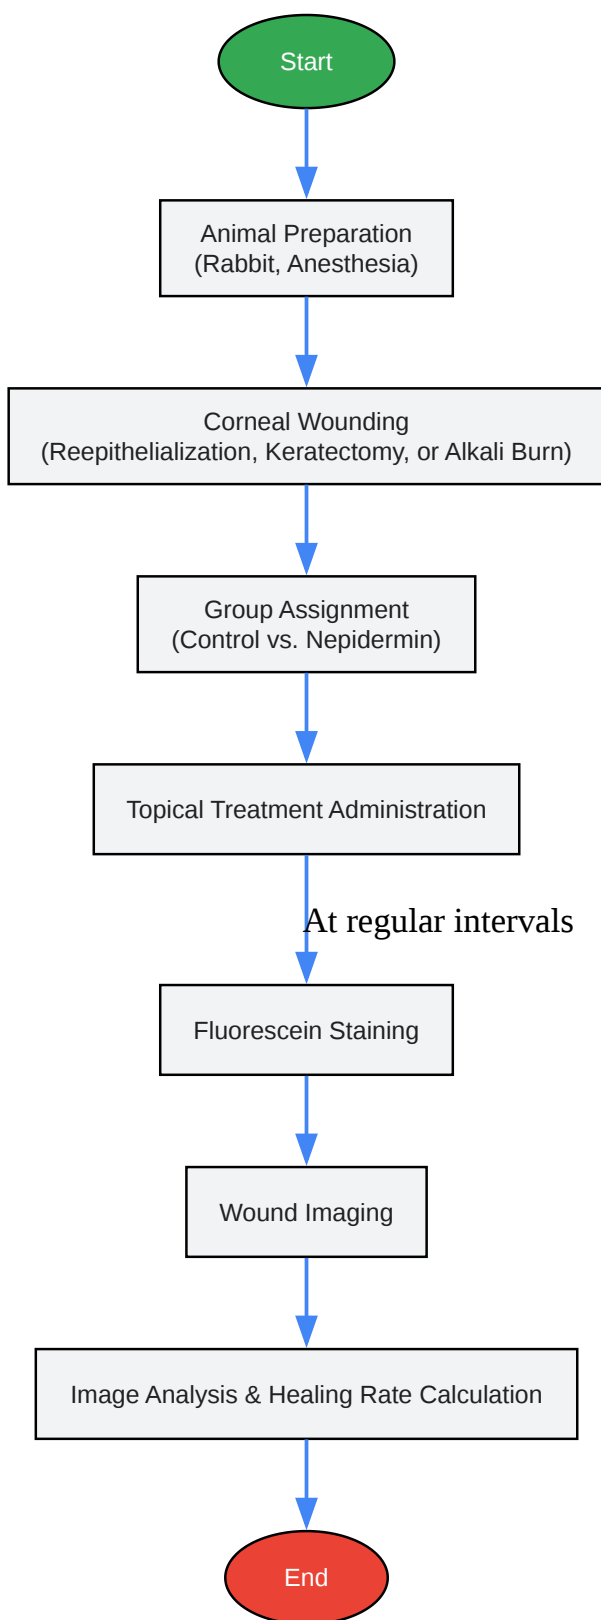 Start
Animal Preparation
(Rabbit, Anesthesia)
Corneal Wounding
(Reepithelialization, Keratectomy, or Alkali Burn)
Group Assignment
(Control vs. Nepidermin)
Topical Treatment Administration
At regular intervals
Fluorescein Staining
Wound Imaging
Image Analysis & Healing Rate Calculation
End